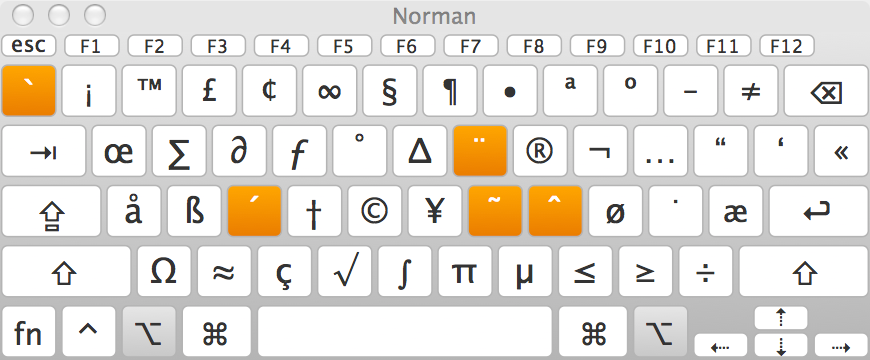 Norman
esc F1 F2 F3 F4 F5 F6 F7 F8 F9 F10 F11 F12
` ¡ ™ £ ¢ ∞ § ¶ • ª º – ≠ ⌫
⇥ œ ∑ ∂ ƒ ˚ ∆ ¨ ® ¬ … “ ‘ «
⇪ å ß ´ † © ¥ ˜ ˆ ø ˙ æ ↩
⇧ Ω ≈ ç √ ∫ π µ ≤ ≥ ÷ ⇧
fn ^ ⌥ ⌘ ⌘ ⌥ ⇠ ⇡ ⇣ ⇢